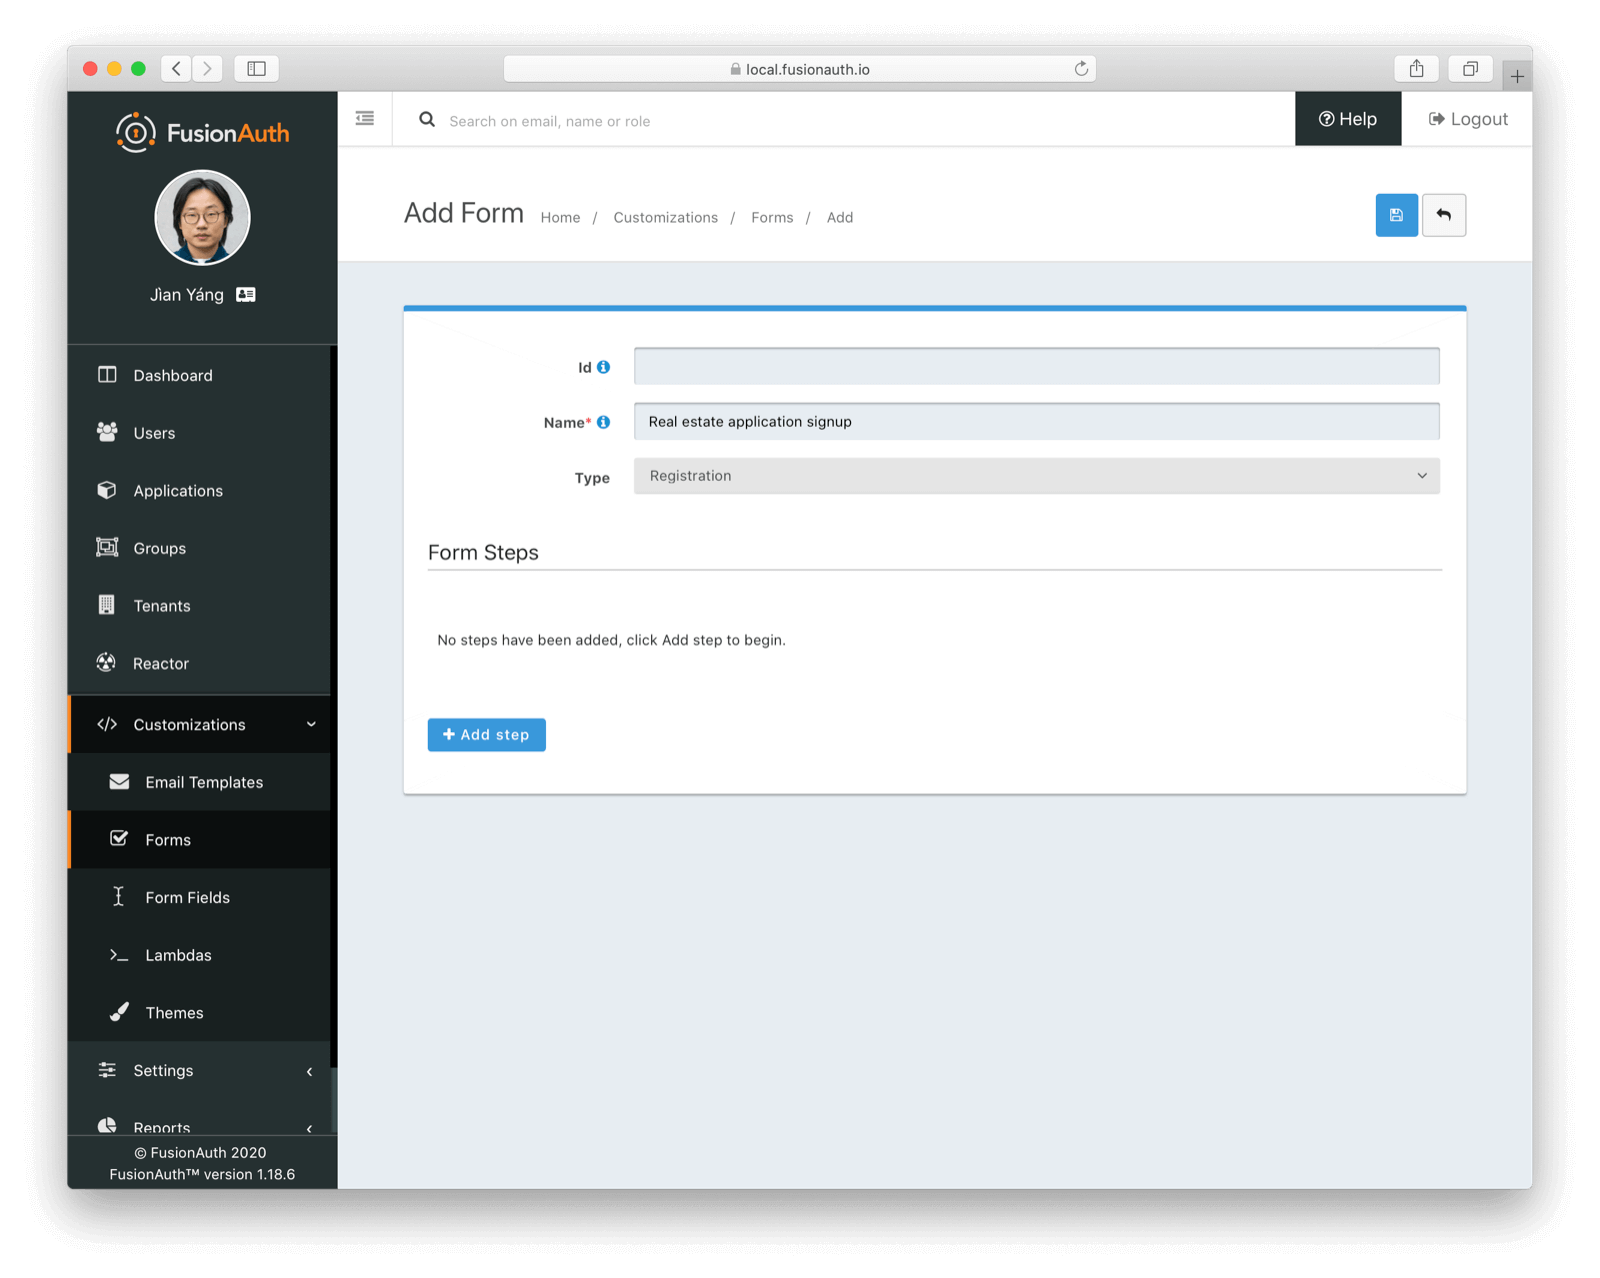 local.fusionauth.io
FusionAuth
Jìan Yáng
Search on email, name or role
Help
Logout
Add Form
Home / Customizations / Forms / Add
Dashboard
Users
Applications
Groups
Tenants
Reactor
Customizations
Email Templates
Forms
Form Fields
Lambdas
Themes
Settings
Reports
© FusionAuth 2020
FusionAuth™ version 1.18.6
Id
Name* Real estate application signup
Type Registration
Form Steps
No steps have been added, click Add step to begin.
Add step